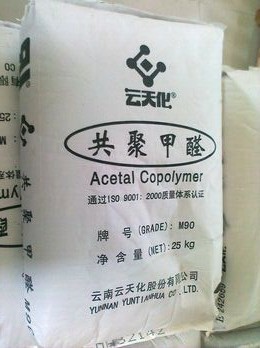 云天化®
共聚甲醛
Acetal Copolymer
通过ISO 9001:2000质量体系认证
牌 号(GRADE): M90
净含量(NET): 25 kg
云南云天化股份有限公司
YUNNAN YUNTIANHUA CO.,LTD.